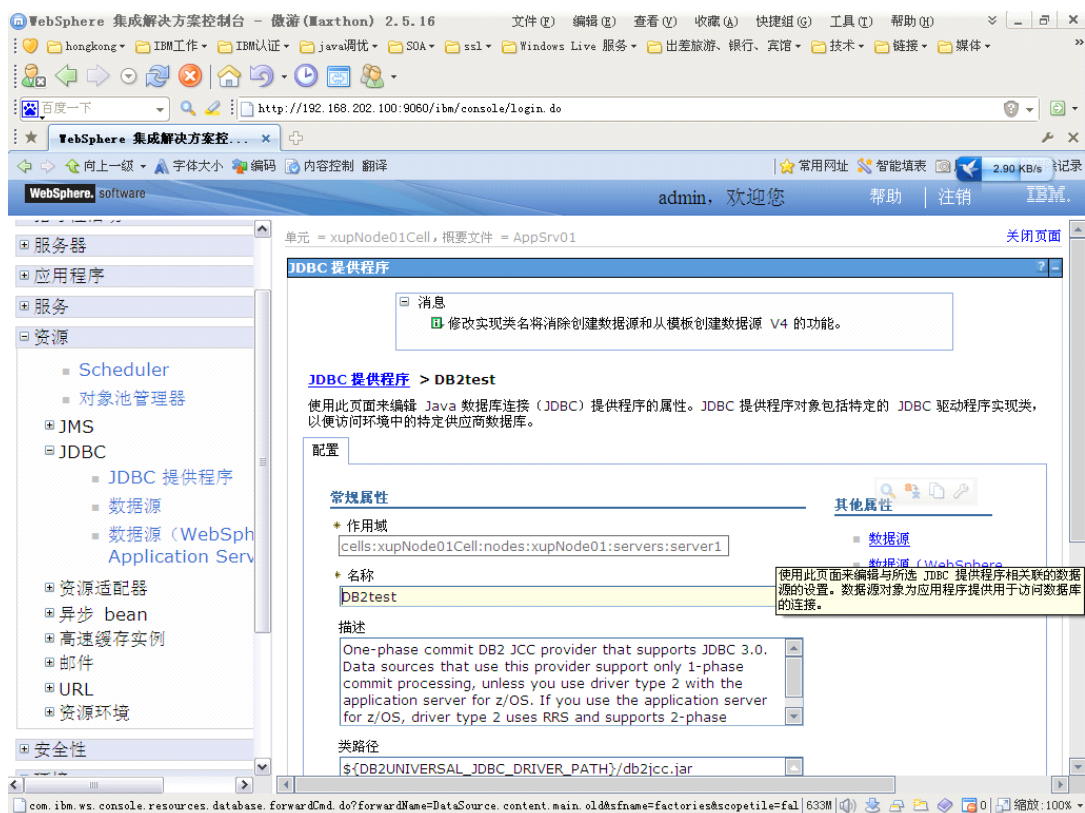 WebSphere 集成解决方案控制台 - 傲游(Maxthon) 2.5.16 文件(F) 编辑(E) 查看(V) 收藏(A) 快捷组(G) 工具(T) 帮助(H)
hongkong IBM工作 IBM认证 java调优 SOA ssl Windows Live 服务 出差旅游、银行、宾馆 技术 链接 媒体
百度一下 http://192.168.202.100:9060/ibm/console/login.do
WebSphere 集成解决方案控...
向上一级 字体大小 编码 内容控制 翻译 常用网址 智能填表 2.90 KB/s 记录
WebSphere. software admin, 欢迎您 帮助 注销 IBM.
单元 = xupNode01Cell, 概要文件 = AppSrv01 关闭页面
服务器
应用程序
服务
资源
Scheduler
对象池管理器
JMS
JDBC
JDBC 提供程序
数据源
数据源（WebSph
Application Serv
资源适配器
异步 bean
高速缓存实例
邮件
URL
资源环境
安全性
JDBC 提供程序 ? -
消息
修改实现类名将消除创建数据源和从模板创建数据源 V4 的功能。
JDBC 提供程序 > DB2test
使用此页面来编辑 Java 数据库连接（JDBC）提供程序的属性。JDBC 提供程序对象包括特定的 JDBC 驱动程序实现类，
以便访问环境中的特定供应商数据库。
配置
常规属性
作用域
cells:xupNode01Cell:nodes:xupNode01:servers:server1
名称
DB2test
描述
One-phase commit DB2 JCC provider that supports JDBC 3.0.
Data sources that use this provider support only 1-phase
commit processing, unless you use driver type 2 with the
application server for z/OS. If you use the application server
for z/OS, driver type 2 uses RRS and supports 2-phase
类路径
${DB2UNIVERSAL_JDBC_DRIVER_PATH}/db2jcc.jar
其他属性
数据源
数据源（WebSphere
使用此页面来编辑与所选 JDBC 提供程序相关联的数据
源的设置。数据源对象为应用程序提供用于访问数据库
的连接。
com.ibm.ws.console.resources.database.forwardCmd.do?forwardName=DataSource.content.main.old&sfname=factories&scopetile=fal 633M 0 缩放:100%